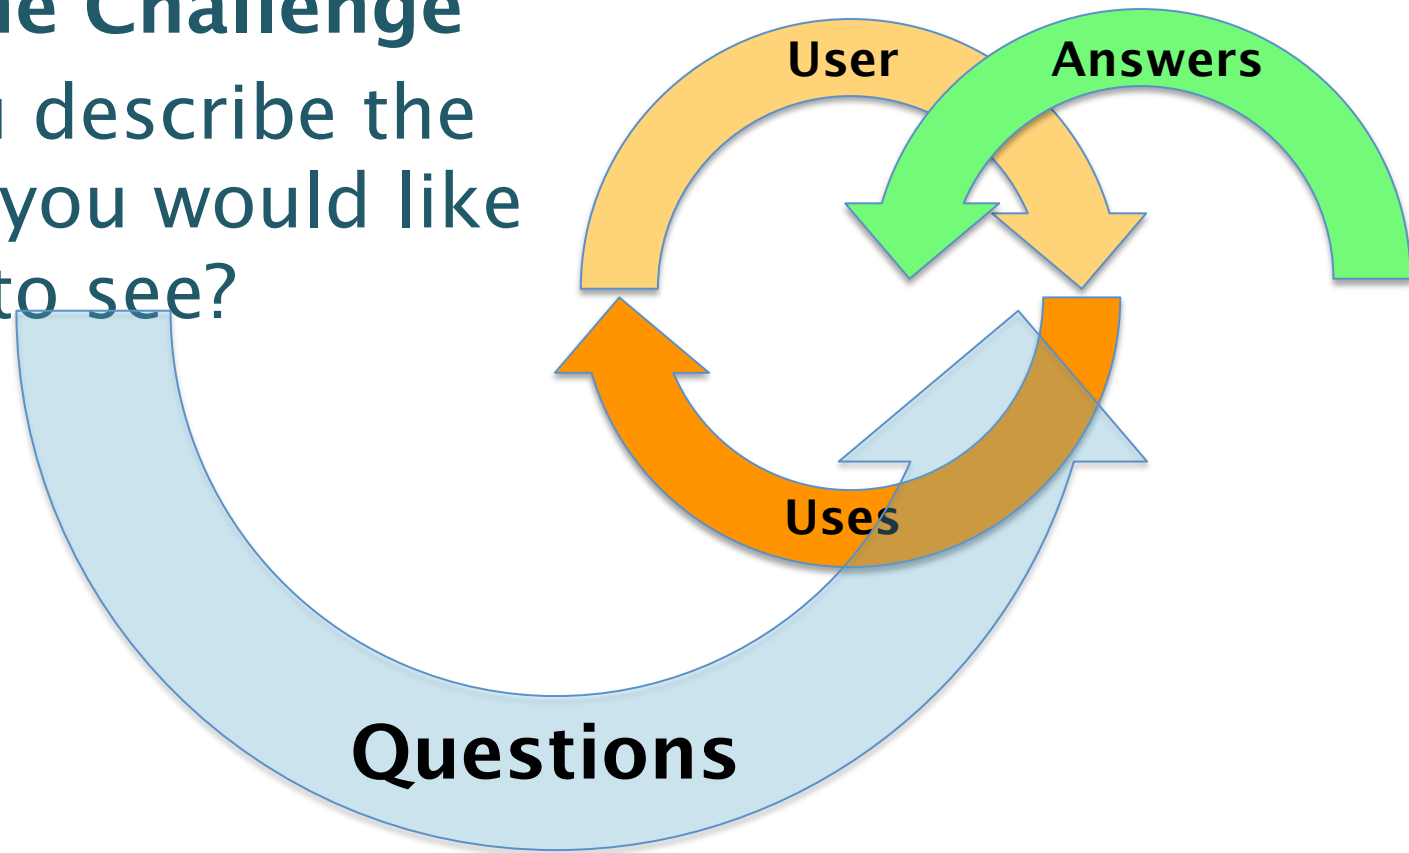 Challenge
describe the
you would like
to see?
User
Answers
Uses
Questions